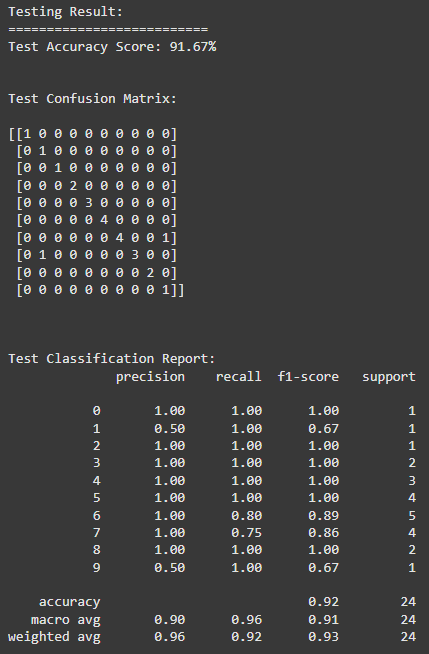 Testing Result:
==========================
Test Accuracy Score: 91.67%
Test Confusion Matrix:
[[1 0 0 0 0 0 0 0 0 0]
[0 1 0 0 0 0 0 0 0 0]
[0 0 1 0 0 0 0 0 0 0]
[0 0 0 2 0 0 0 0 0 0]
[0 0 0 0 3 0 0 0 0 0]
[0 0 0 0 0 4 0 0 0 0]
[0 0 0 0 0 0 4 0 0 1]
[0 1 0 0 0 0 0 3 0 0]
[0 0 0 0 0 0 0 0 2 0]
[0 0 0 0 0 0 0 0 0 1]]
Test Classification Report:
precision recall f1-score support
0 1.00 1.00 1.00 1
1 0.50 1.00 0.67 1
2 1.00 1.00 1.00 1
3 1.00 1.00 1.00 2
4 1.00 1.00 1.00 3
5 1.00 1.00 1.00 4
6 1.00 0.80 0.89 5
7 1.00 0.75 0.86 4
8 1.00 1.00 1.00 2
9 0.50 1.00 0.67 1
accuracy 0.92 24
macro avg 0.90 0.96 0.91 24
weighted avg 0.96 0.92 0.93 24